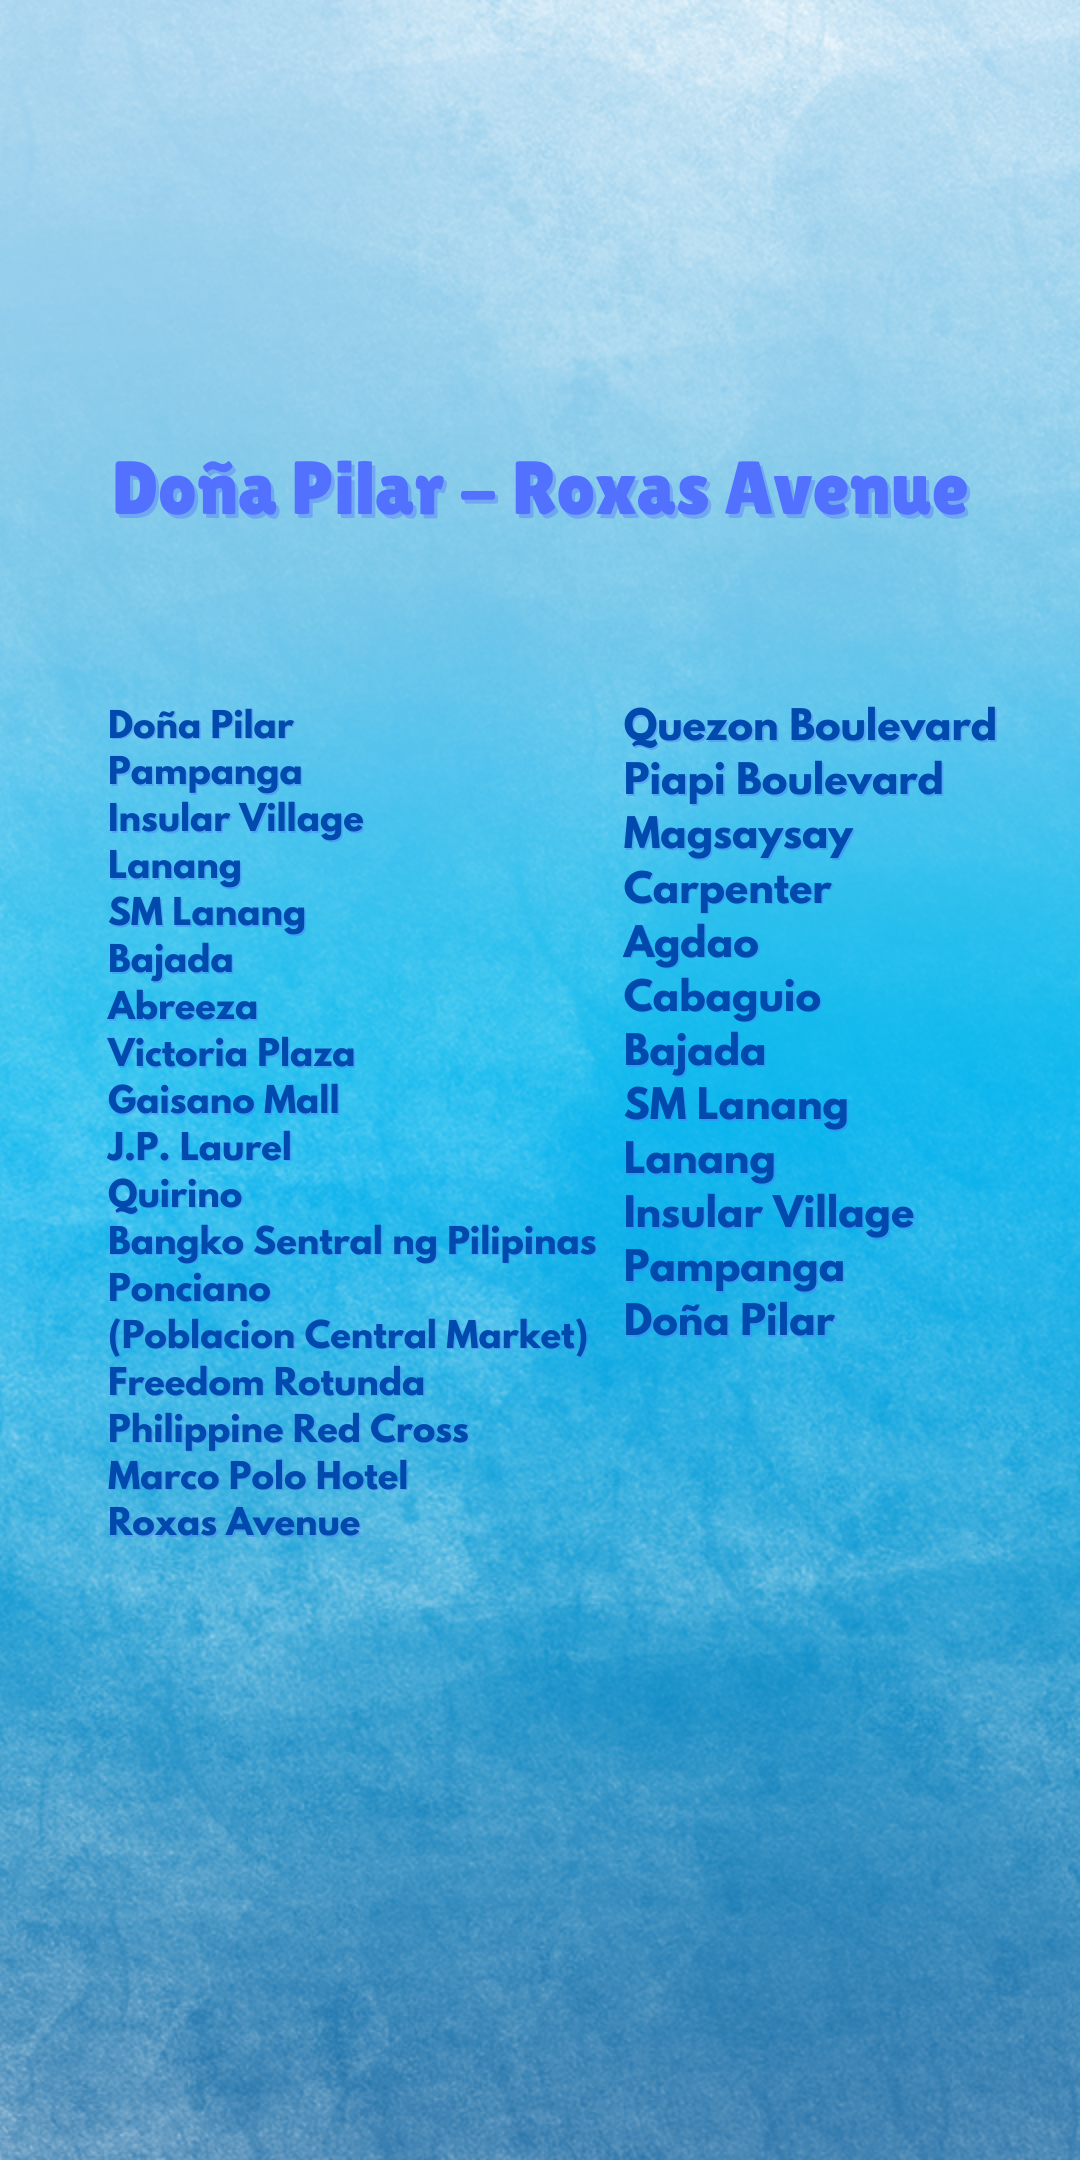 Doña Pilar - Roxas Avenue
Doña Pilar
Pampanga
Insular Village
Lanang
SM Lanang
Bajada
Abreeza
Victoria Plaza
Gaisano Mall
J.P. Laurel
Quirino
Bangko Sentral ng Pilipinas
Ponciano
(Poblacion Central Market)
Freedom Rotunda
Philippine Red Cross
Marco Polo Hotel
Roxas Avenue
Quezon Boulevard
Piapi Boulevard
Magsaysay
Carpenter
Agdao
Cabaguio
Bajada
SM Lanang
Lanang
Insular Village
Pampanga
Doña Pilar